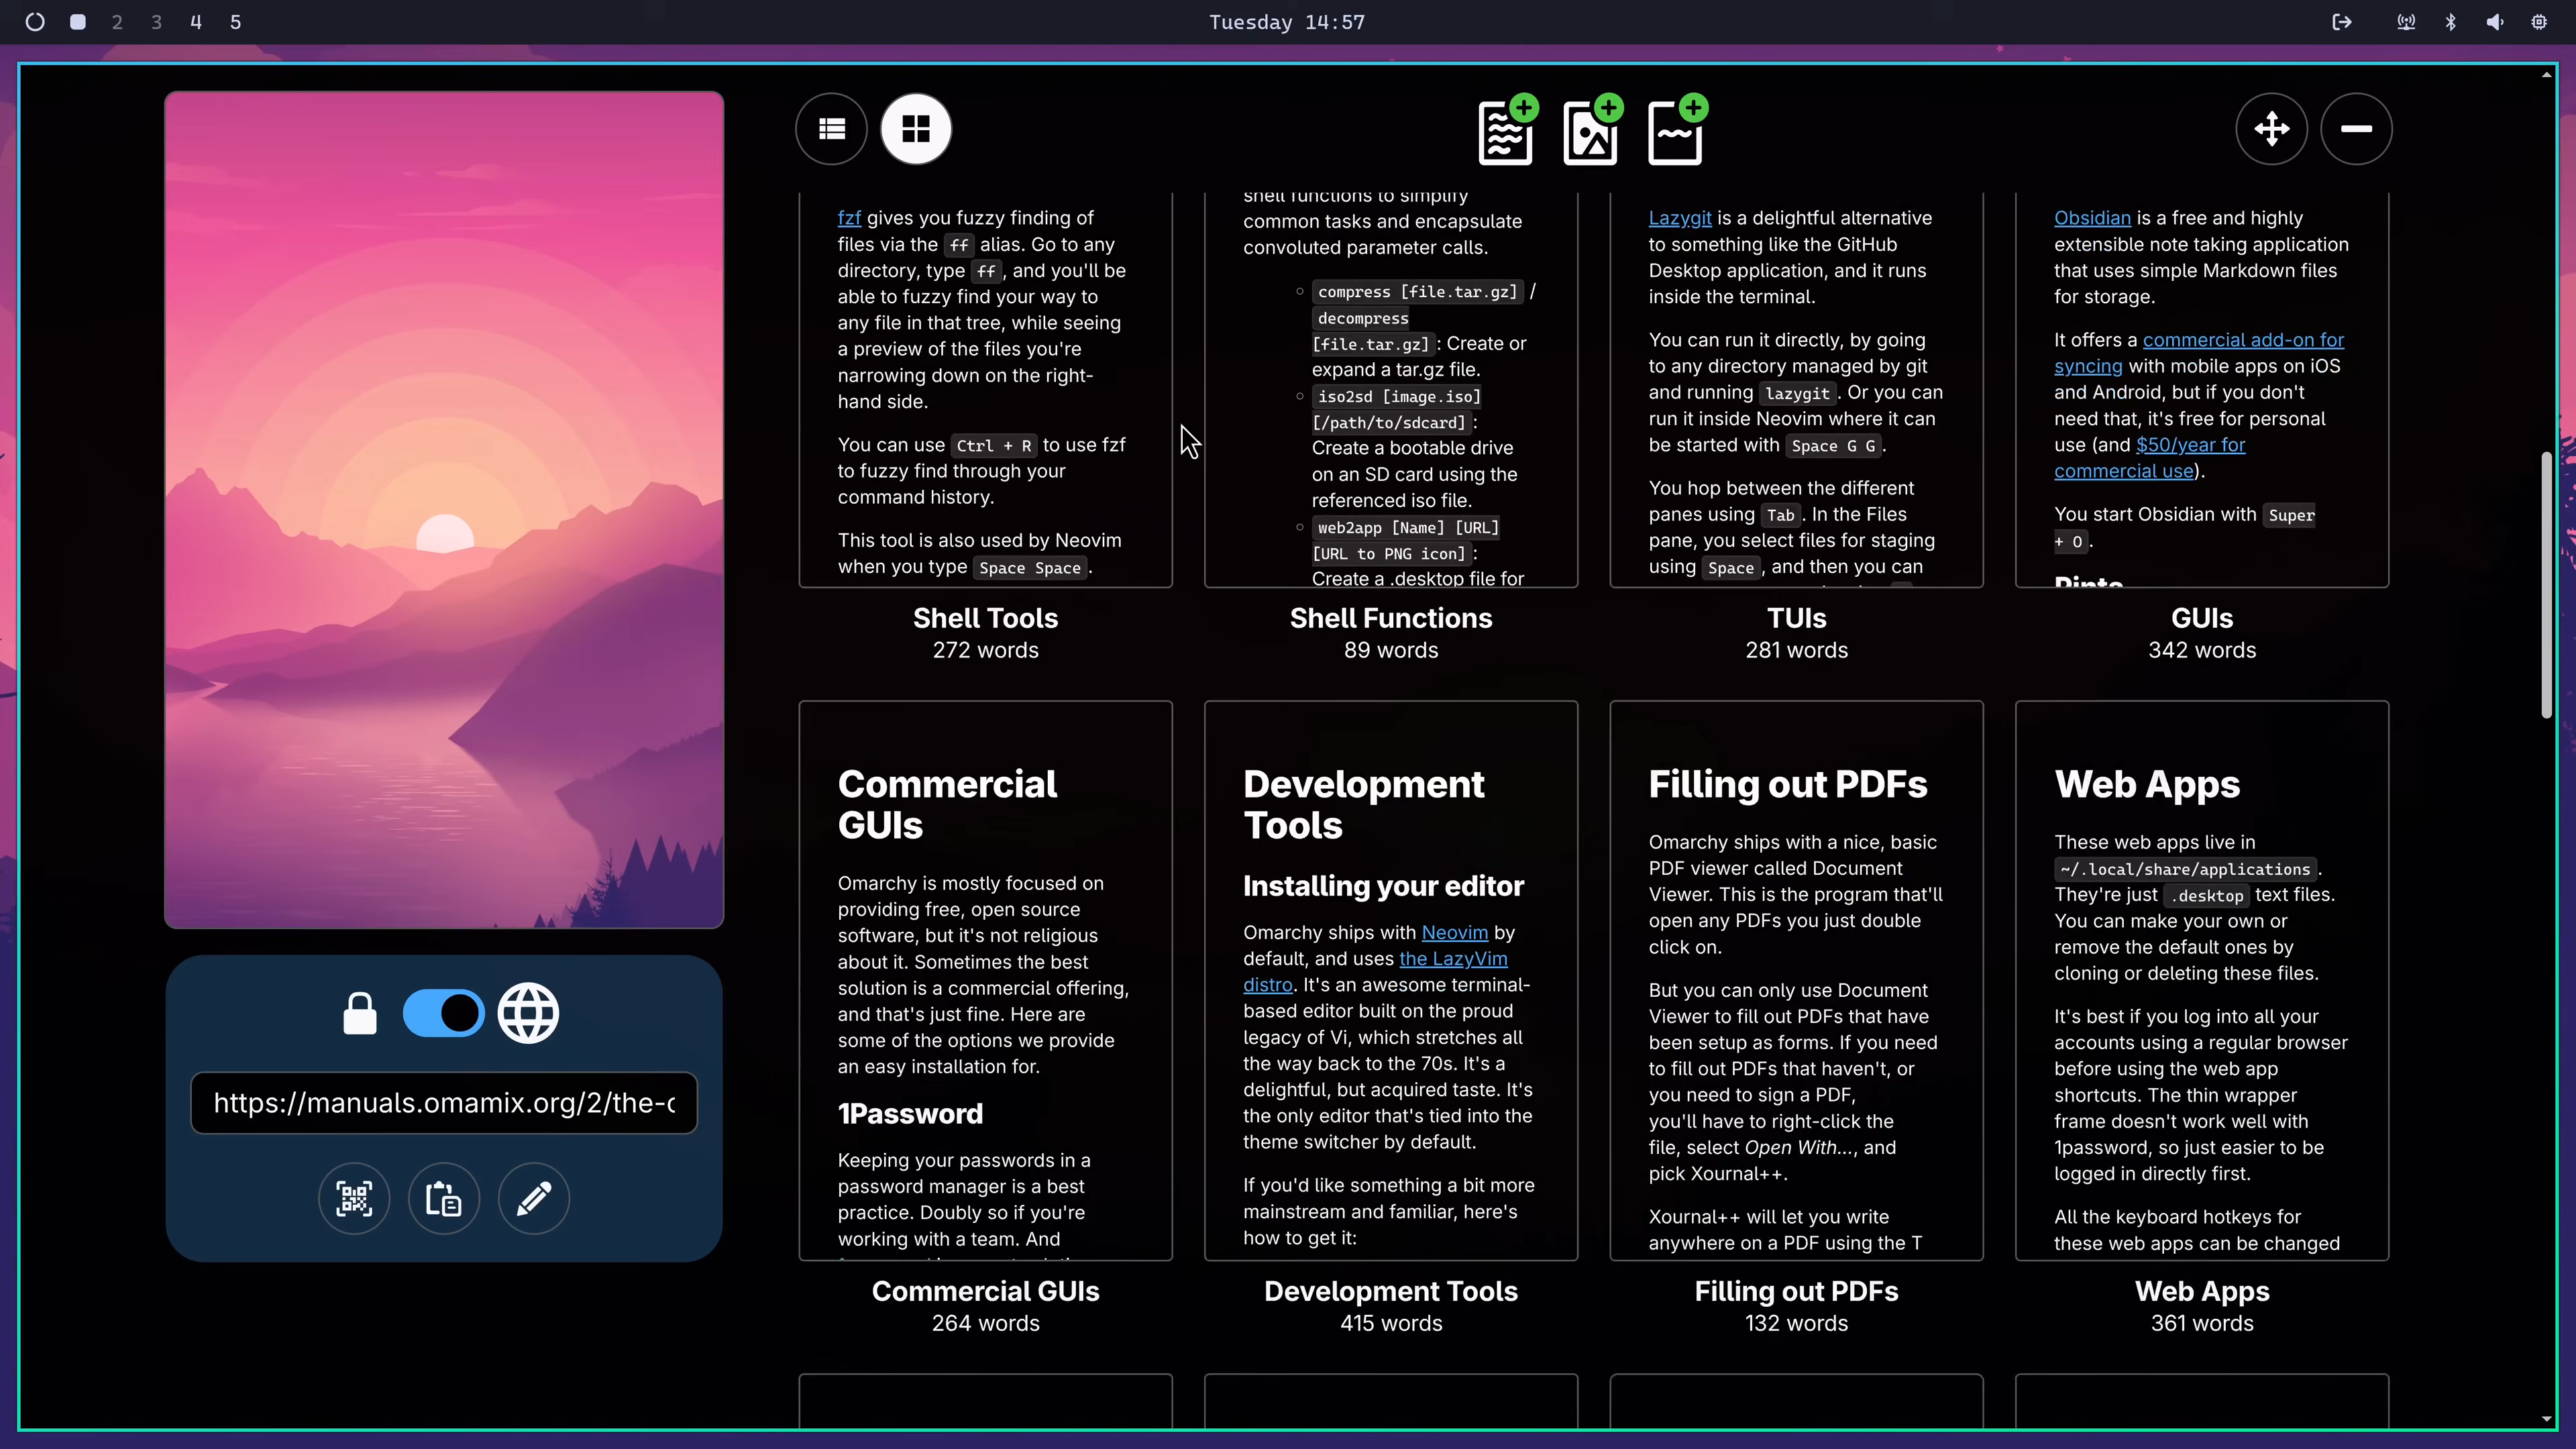 2 3 4 5
Tuesday 14:57
fzf gives you fuzzy finding of
files via the ff alias. Go to any
directory, type ff, and you'll be
able to fuzzy find your way to
any file in that tree, while seeing
a preview of the files you're
narrowing down on the right-
hand side.
You can use Ctrl + R to use fzf
to fuzzy find through your
command history.
This tool is also used by Neovim
when you type Space Space.
Shell Tools
272 words
shell functions to simplify
common tasks and encapsulate
convoluted parameter calls.
compress [file.tar.gz] /
decompress
[file.tar.gz]: Create or
expand a tar.gz file.
iso2sd [image.iso]
[/path/to/sdcard]:
Create a bootable drive
on an SD card using the
referenced iso file.
web2app [Name] [URL]
[URL to PNG icon]:
Create a .desktop file for
Shell Functions
89 words
Lazygit is a delightful alternative
to something like the GitHub
Desktop application, and it runs
inside the terminal.
You can run it directly, by going
to any directory managed by git
and running lazygit. Or you can
run it inside Neovim where it can
be started with Space G G.
You hop between the different
panes using Tab. In the Files
pane, you select files for staging
using Space, and then you can
TUIs
281 words
Obsidian is a free and highly
extensible note taking application
that uses simple Markdown files
for storage.
It offers a commercial add-on for
syncing with mobile apps on iOS
and Android, but if you don't
need that, it's free for personal
use (and $50/year for
commercial use).
You start Obsidian with Super
+ O.
GUIs
342 words
Commercial
GUIs
Omarchy is mostly focused on
providing free, open source
software, but it's not religious
about it. Sometimes the best
solution is a commercial offering,
and that's just fine. Here are
some of the options we provide
an easy installation for.
1Password
Keeping your passwords in a
password manager is a best
practice. Doubly so if you're
working with a team. And
Commercial GUIs
264 words
Development
Tools
Installing your editor
Omarchy ships with Neovim by
default, and uses the LazyVim
distro. It's an awesome terminal-
based editor built on the proud
legacy of Vi, which stretches all
the way back to the 70s. It's a
delightful, but acquired taste. It's
the only editor that's tied into the
theme switcher by default.
If you'd like something a bit more
mainstream and familiar, here's
how to get it:
Development Tools
415 words
Filling out PDFs
Omarchy ships with a nice, basic
PDF viewer called Document
Viewer. This is the program that'll
open any PDFs you just double
click on.
But you can only use Document
Viewer to fill out PDFs that have
been setup as forms. If you need
to fill out PDFs that haven't, or
you need to sign a PDF,
you'll have to right-click the
file, select Open With..., and
pick Xournal++.
Xournal++ will let you write
anywhere on a PDF using the T
Filling out PDFs
132 words
Web Apps
These web apps live in
~/.local/share/applications.
They're just .desktop text files.
You can make your own or
remove the default ones by
cloning or deleting these files.
It's best if you log into all your
accounts using a regular browser
before using the web app
shortcuts. The thin wrapper
frame doesn't work well with
1password, so just easier to be
logged in directly first.
All the keyboard hotkeys for
these web apps can be changed
Web Apps
361 words
https://manuals.omamix.org/2/the-